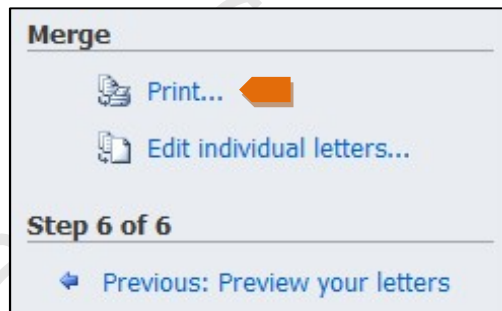 Merge
Print...
Edit individual letters...
Step 6 of 6
Previous: Preview your letters